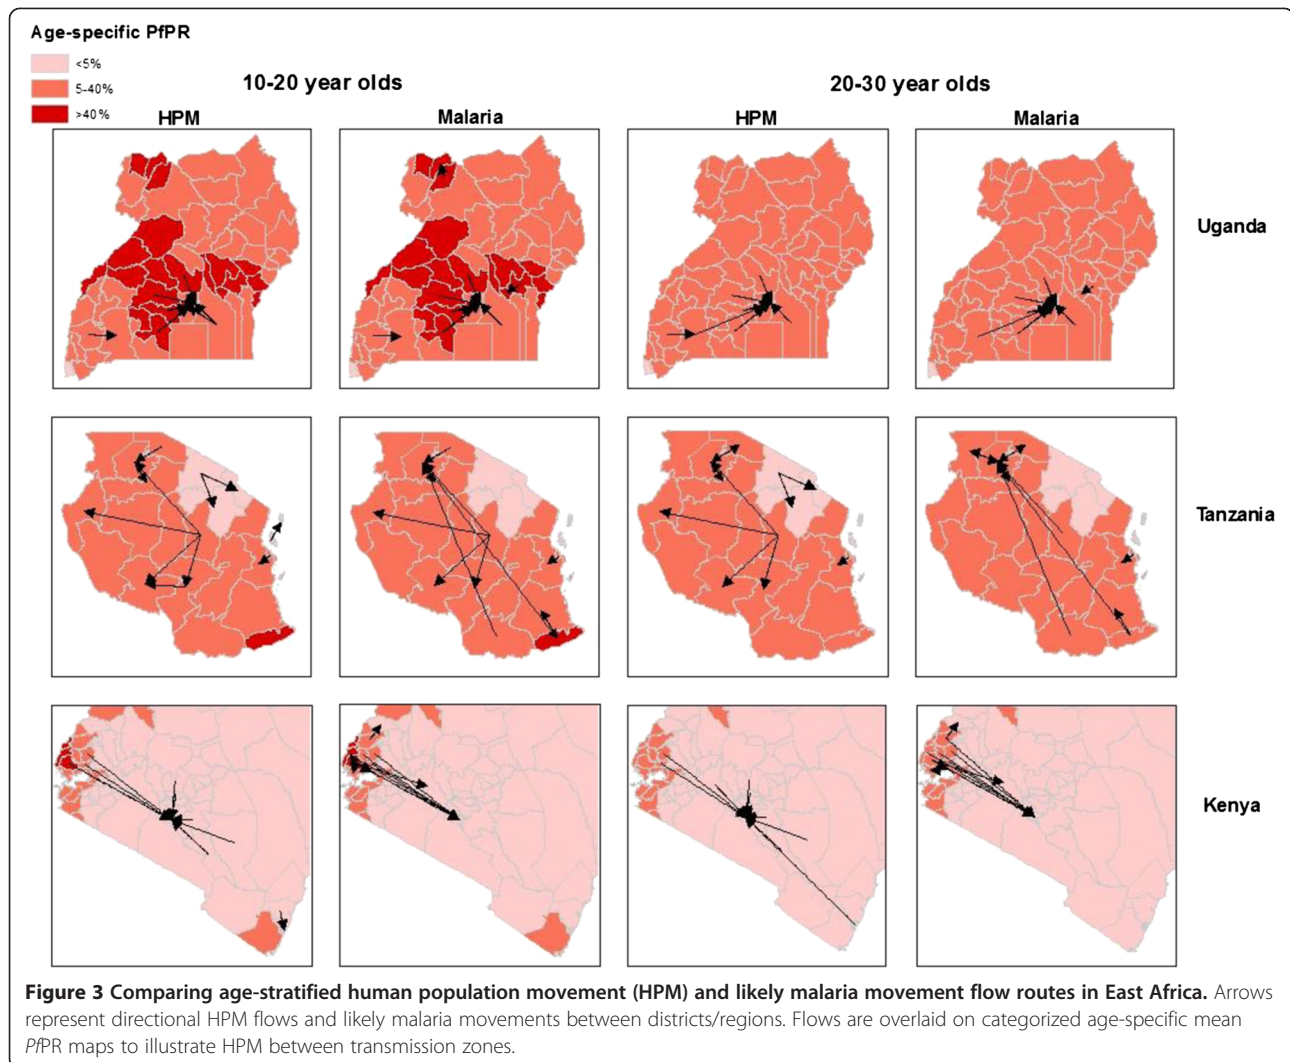 Age-specific PfPR
<5%
5-40%
>40%
10-20 year olds
20-30 year olds
HPM
Malaria
HPM
Malaria
Uganda
Tanzania
Kenya
Figure 3 Comparing age-stratified human population movement (HPM) and likely malaria movement flow routes in East Africa. Arrows
represent directional HPM flows and likely malaria movements between districts/regions. Flows are overlaid on categorized age-specific mean
PfPR maps to illustrate HPM between transmission zones.